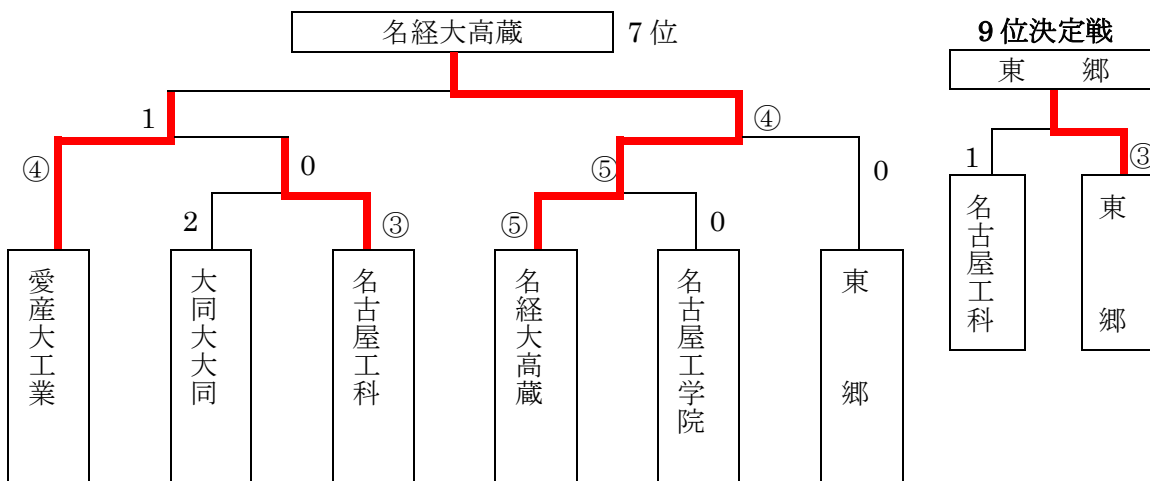 名経大高蔵
7位
9位決定戦
東 郷
1
④
④
0
⑤
0
2
③
⑤
0
1
③
愛産大工業
大同大大同
名古屋工科
名経大高蔵
名古屋工学院
東 郷
名古屋工科
東 郷